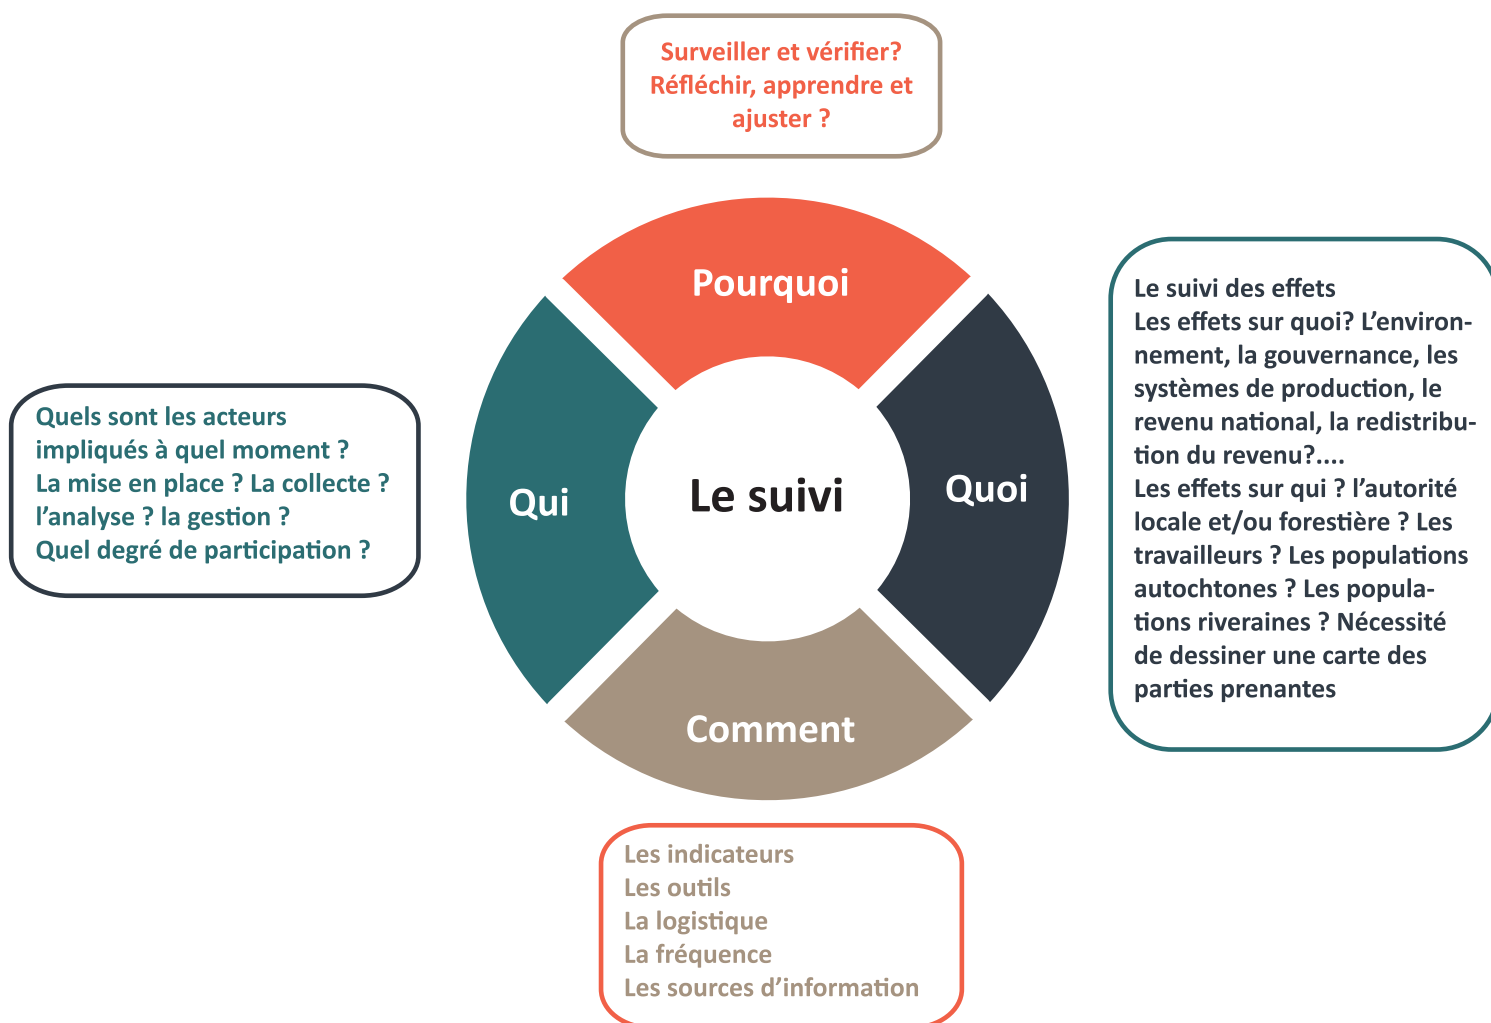 Surveiller et vérifier?
Réfléchir, apprendre et
ajuster ?
Pourquoi
Quoi
Le suivi des effets
Les effets sur quoi? L’environ-
nement, la gouvernance, les
systèmes de production, le
revenu national, la redistribu-
tion du revenu?....
Les effets sur qui ? l’autorité
locale et/ou forestière ? Les
travailleurs ? Les populations
autochtones ? Les popula-
tions riveraines ? Nécessité
de dessiner une carte des
parties prenantes
Quels sont les acteurs
impliqués à quel moment ?
La mise en place ? La collecte ?
l’analyse ? la gestion ?
Quel degré de participation ?
Qui
Le suivi
Comment
Les indicateurs
Les outils
La logistique
La fréquence
Les sources d’information